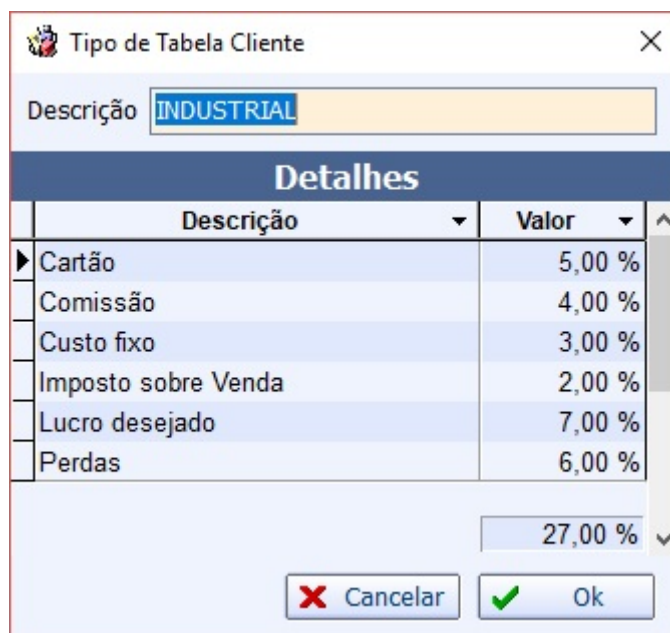 Tipo de Tabela Cliente
Descrição INDUSTRIAL
Detalhes
Descrição Valor
Cartão 5,00 %
Comissão 4,00 %
Custo fixo 3,00 %
Imposto sobre Venda 2,00 %
Lucro desejado 7,00 %
Perdas 6,00 %
27,00 %
Cancelar Ok